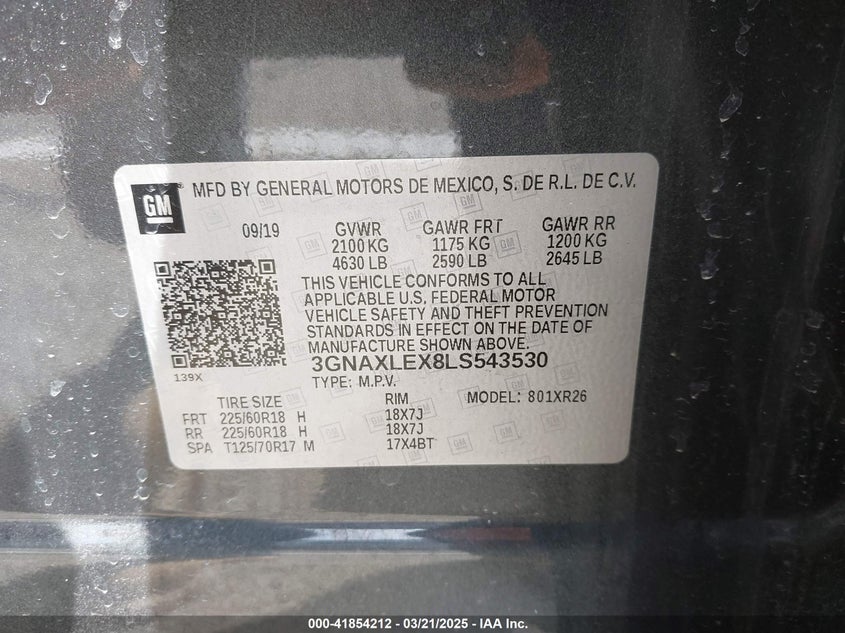 GM
MFD BY GENERAL MOTORS DE MEXICO, S. DE R.L. DE C.V.
09/19 GVWR GAWR FRT GAWR RR
2100 KG 1175 KG 1200 KG
4630 LB 2590 LB 2645 LB
THIS VEHICLE CONFORMS TO ALL
APPLICABLE U.S. FEDERAL MOTOR
VEHICLE SAFETY AND THEFT PREVENTION
STANDARDS IN EFFECT ON THE DATE OF
MANUFACTURE SHOWN ABOVE.
3GNAXLEX8LS543530
139X
TYPE: M.P.V.
TIRE SIZE RIM MODEL: 801XR26
FRT 225/60R18 H 18X7J
RR 225/60R18 H 18X7J
SPA T125/70R17 M 17X4BT
000-41854212 - 03/21/2025 - IAA Inc.